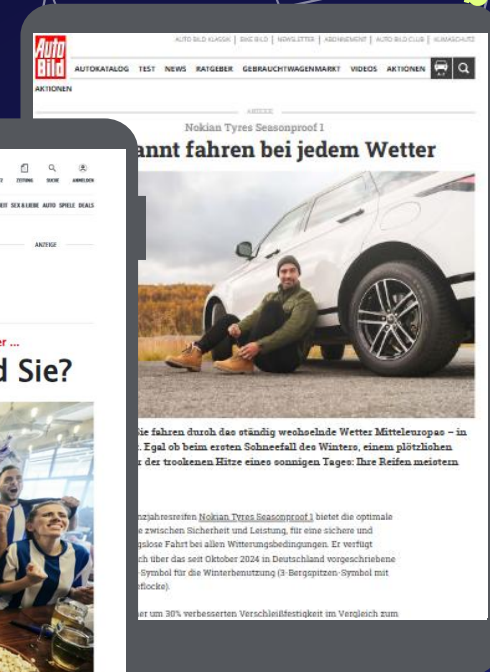 AUTO BILD KLASSIK | BIKE BILD | NEWSLETTER | ABONNEMENT | AUTO BILD CLUB | KLIMASCHUTZ
Auto
Bild
AUTOKATALOG TEST NEWS RATGEBER GEBRAUCHTWAGENMARKT VIDEOS AKTIONEN
AKTIONEN
ANZEIGE
Nokian Tyres Seasonproof 1
annt fahren bei jedem Wetter
Sie fahren durch das ständig wechselnde Wetter Mitteleuropas – in
. Egal ob beim ersten Schneefall des Winters, einem plötzlichen
r der trockenen Hitze eines sonnigen Tages: Ihre Reifen meistern
nzjahresreifen Nokian Tyres Seasonproof 1 bietet die optimale
e zwischen Sicherheit und Leistung, für eine sichere und
gslose Fahrt bei allen Witterungsbedingungen. Er verfügt
ch über das seit Oktober 2024 in Deutschland vorgeschriebene
-Symbol für die Winterbenutzung (3-Bergspitzen-Symbol mit
flocke).
er um 30% verbesserten Verschleißfestigkeit im Vergleich zum
ZEITUNG SUCHE ANMELDEN
EIT SEX & LIEBE AUTO SPIELE DEALS
ANZEIGE
er ...
d Sie?